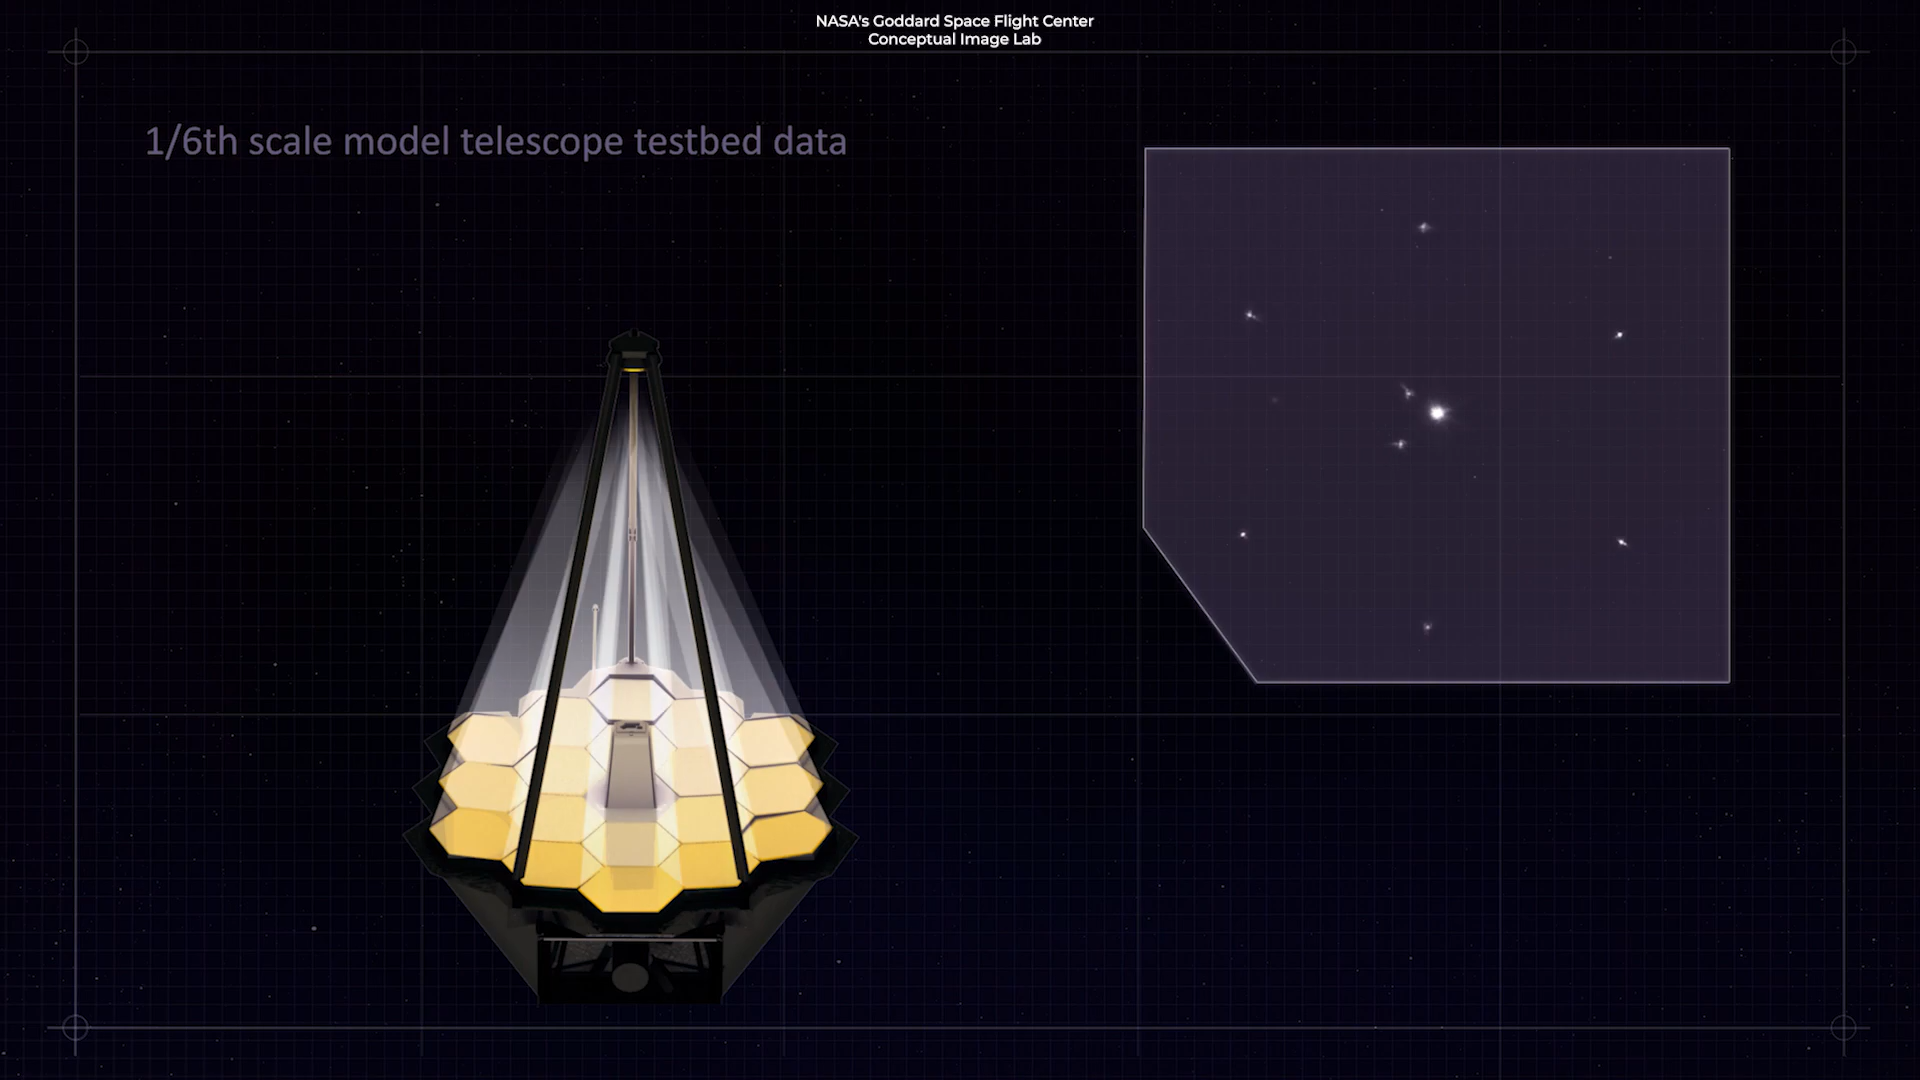 NASA's Goddard Space Flight Center
Conceptual Image Lab
1/6th scale model telescope testbed data